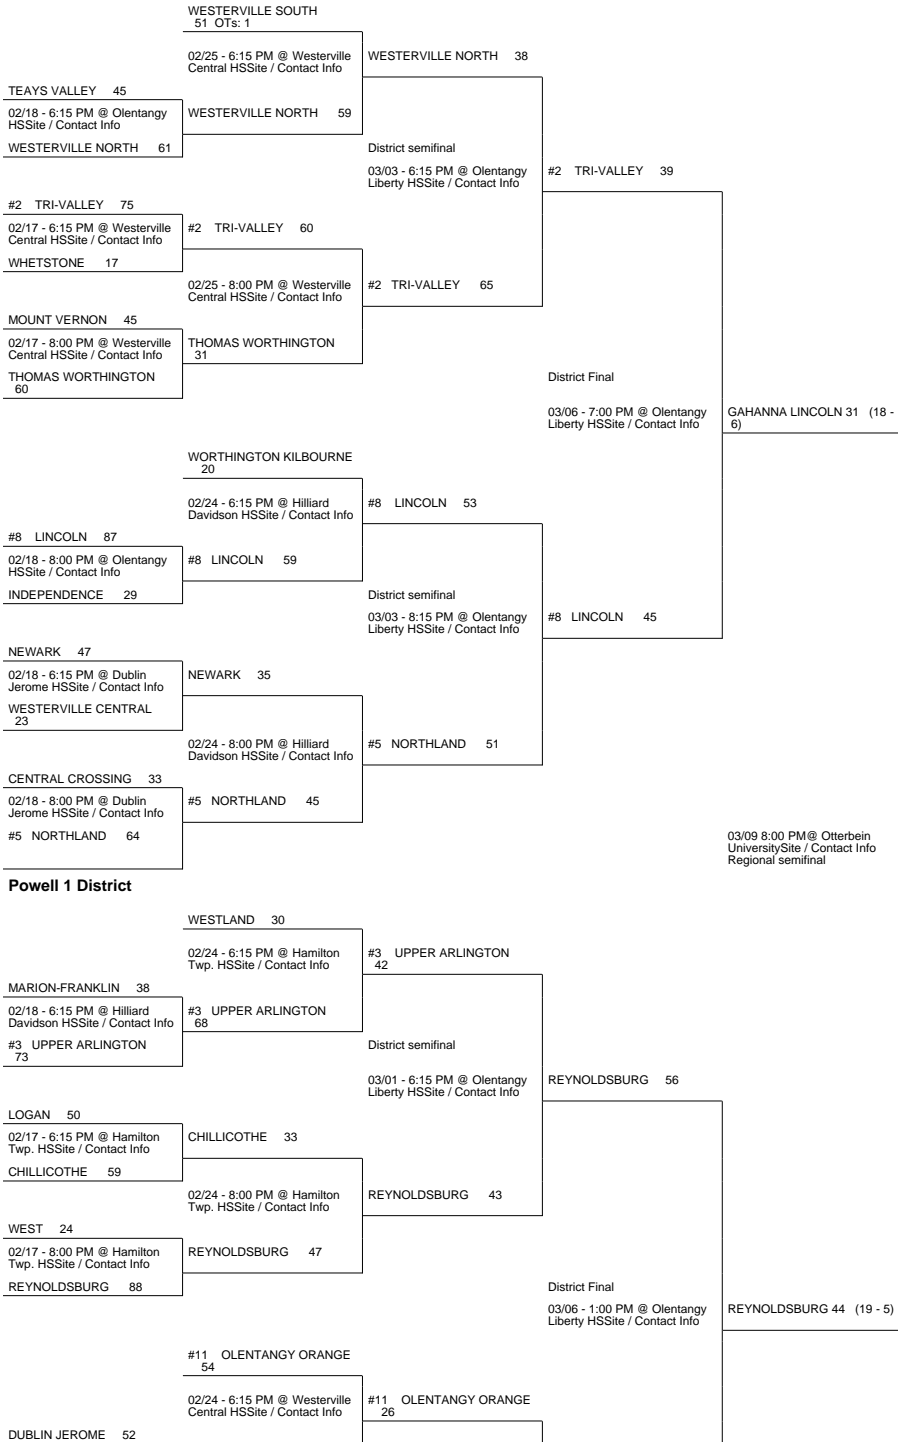 WESTERVILLE SOUTH
51 OTs: 1
02/25 - 6:15 PM @ Westerville
Central HSSite / Contact Info
WESTERVILLE NORTH 38
TEAYS VALLEY 45
02/18 - 6:15 PM @ Olentangy
HSSite / Contact Info
WESTERVILLE NORTH 59
WESTERVILLE NORTH 61
District semifinal
03/03 - 6:15 PM @ Olentangy
Liberty HSSite / Contact Info
#2 TRI-VALLEY 39
#2 TRI-VALLEY 75
02/17 - 6:15 PM @ Westerville
Central HSSite / Contact Info
#2 TRI-VALLEY 60
WHETSTONE 17
02/25 - 8:00 PM @ Westerville
Central HSSite / Contact Info
#2 TRI-VALLEY 65
MOUNT VERNON 45
02/17 - 8:00 PM @ Westerville
Central HSSite / Contact Info
THOMAS WORTHINGTON
31
THOMAS WORTHINGTON
60
District Final
03/06 - 7:00 PM @ Olentangy
Liberty HSSite / Contact Info
GAHANNA LINCOLN 31 (18 -
6)
WORTHINGTON KILBOURNE
20
02/24 - 6:15 PM @ Hilliard
Davidson HSSite / Contact Info
#8 LINCOLN 53
#8 LINCOLN 87
02/18 - 8:00 PM @ Olentangy
HSSite / Contact Info
#8 LINCOLN 59
INDEPENDENCE 29
District semifinal
03/03 - 8:15 PM @ Olentangy
Liberty HSSite / Contact Info
#8 LINCOLN 45
NEWARK 47
02/18 - 6:15 PM @ Dublin
Jerome HSSite / Contact Info
NEWARK 35
WESTERVILLE CENTRAL
23
02/24 - 8:00 PM @ Hilliard
Davidson HSSite / Contact Info
#5 NORTHLAND 51
CENTRAL CROSSING 33
02/18 - 8:00 PM @ Dublin
Jerome HSSite / Contact Info
#5 NORTHLAND 45
#5 NORTHLAND 64
03/09 8:00 PM@ Otterbein
UniversitySite / Contact Info
Regional semifinal
Powell 1 District
WESTLAND 30
02/24 - 6:15 PM @ Hamilton
Twp. HSSite / Contact Info
#3 UPPER ARLINGTON
42
MARION-FRANKLIN 38
02/18 - 6:15 PM @ Hilliard
Davidson HSSite / Contact Info
#3 UPPER ARLINGTON
68
#3 UPPER ARLINGTON
73
District semifinal
03/01 - 6:15 PM @ Olentangy
Liberty HSSite / Contact Info
REYNOLDSBURG 56
LOGAN 50
02/17 - 6:15 PM @ Hamilton
Twp. HSSite / Contact Info
CHILLICOTHE 33
CHILLICOTHE 59
02/24 - 8:00 PM @ Hamilton
Twp. HSSite / Contact Info
REYNOLDSBURG 43
WEST 24
02/17 - 8:00 PM @ Hamilton
Twp. HSSite / Contact Info
REYNOLDSBURG 47
REYNOLDSBURG 88
District Final
03/06 - 1:00 PM @ Olentangy
Liberty HSSite / Contact Info
REYNOLDSBURG 44 (19 - 5)
#11 OLENTANGY ORANGE
54
02/24 - 6:15 PM @ Westerville
Central HSSite / Contact Info
#11 OLENTANGY ORANGE
26
DUBLIN JEROME 52